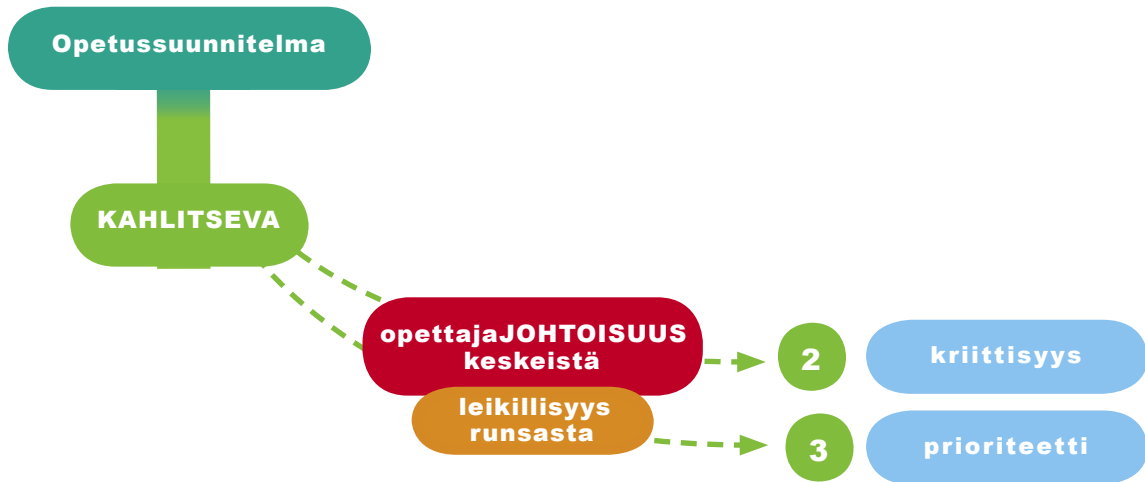 Opetussuunnitelma
KAHLITSEVA
opettajaJOHTOISUUS
keskeistä
2
kriittisyys
leikillisyys
runsasta
3
prioriteetti